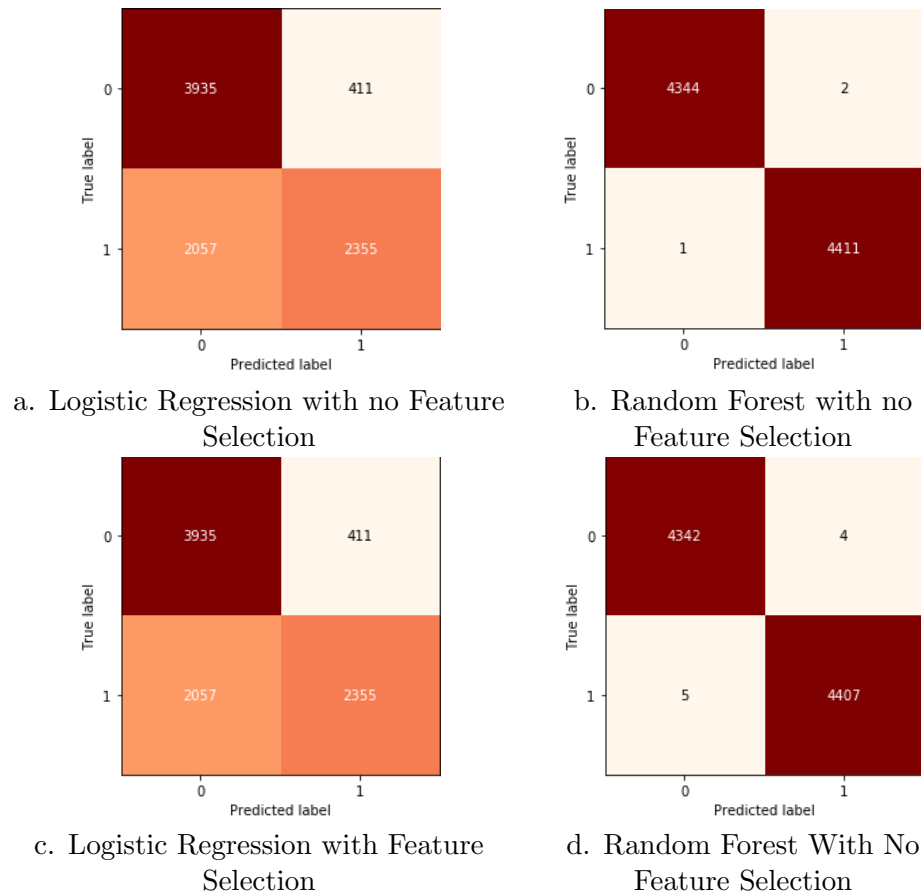 0
3935
411
True label
1
2057
2355
0
1
Predicted label
a. Logistic Regression with no Feature
Selection
0
4344
2
True label
1
1
4411
0
1
Predicted label
b. Random Forest with no
Feature Selection
0
3935
411
True label
1
2057
2355
0
1
Predicted label
c. Logistic Regression with Feature
Selection
0
4342
4
True label
1
5
4407
0
1
Predicted label
d. Random Forest With No
Feature Selection